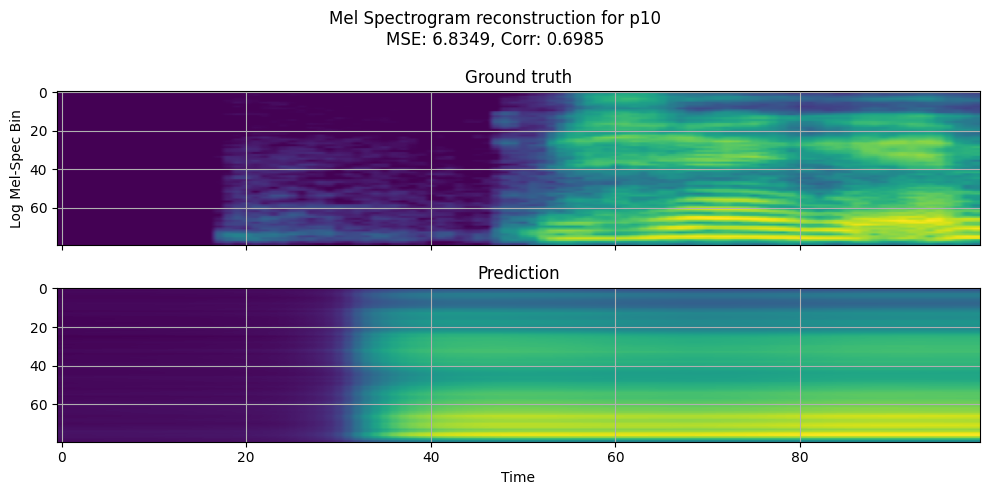 Mel Spectrogram reconstruction for p10
MSE: 6.8349, Corr: 0.6985
Ground truth
0
20
40
60
Log Mel-Spec Bin
Prediction
0
20
40
60
0 20 40 60 80
Time